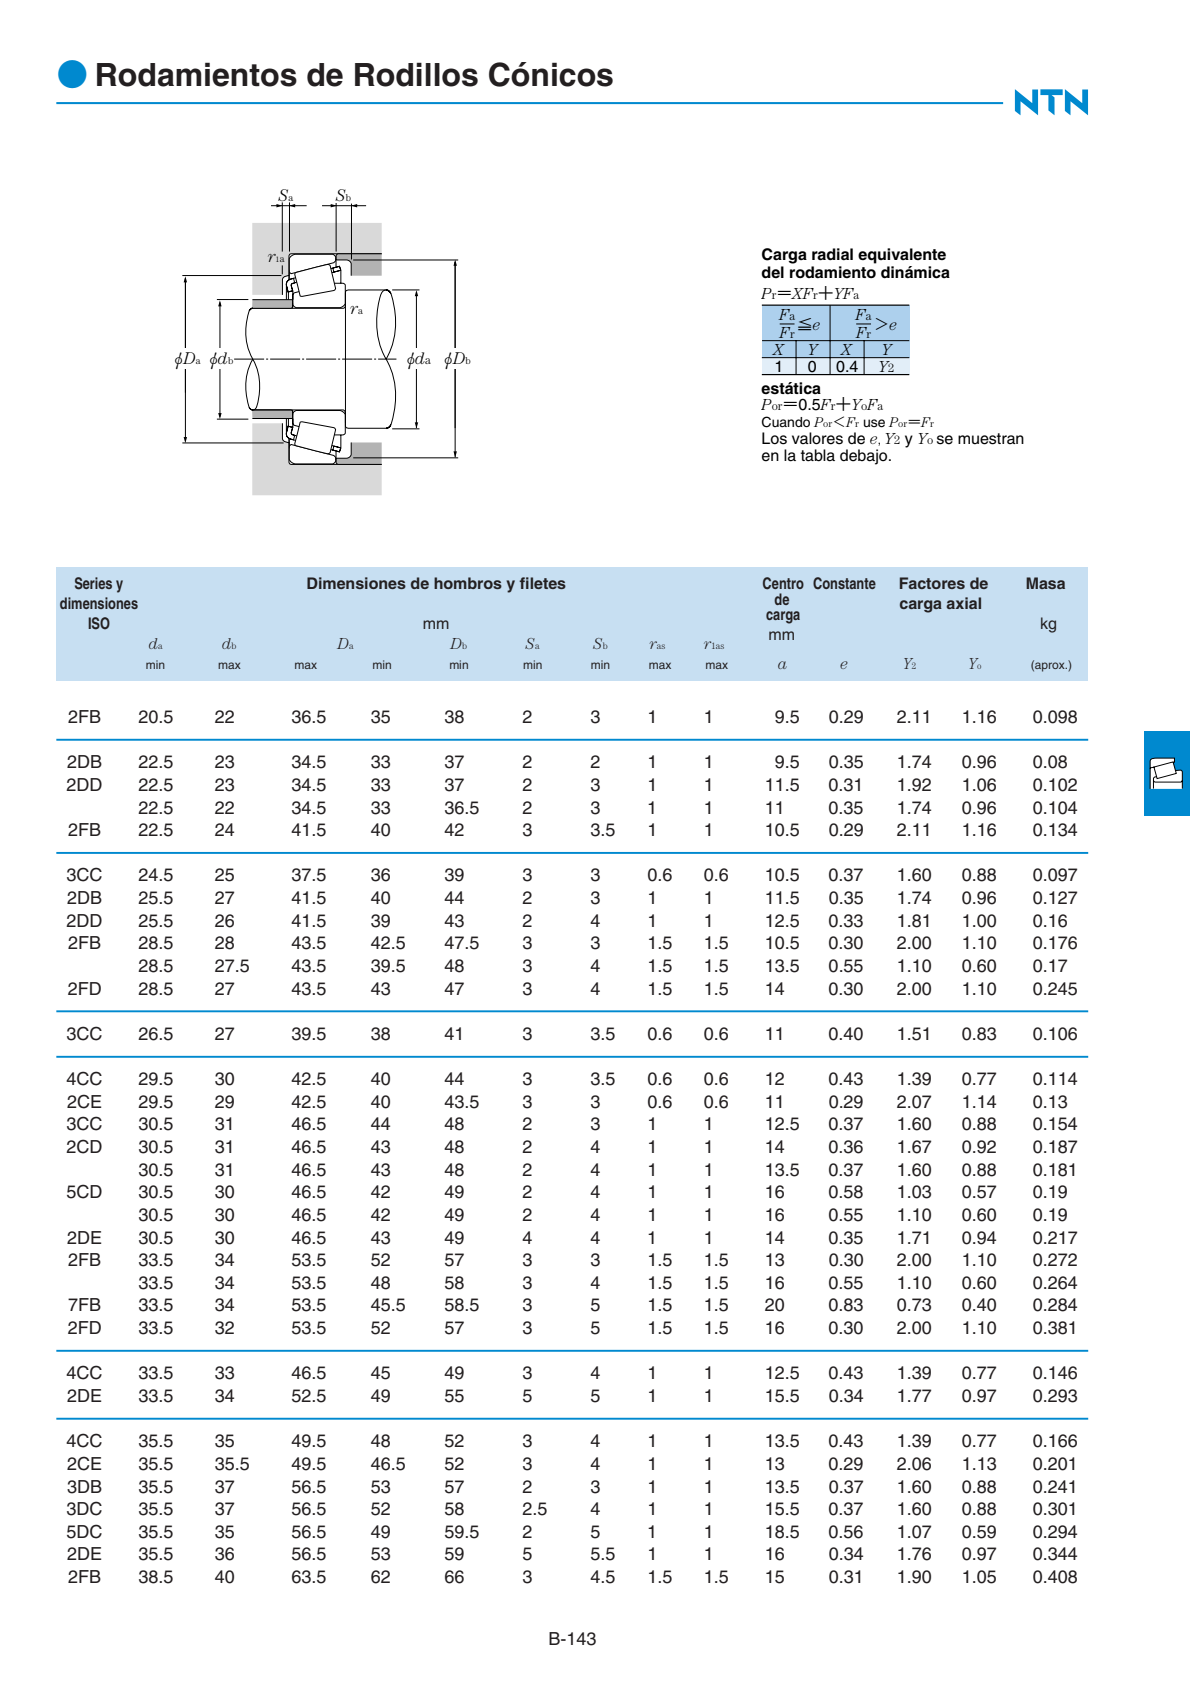 Rodamientos de Rodillos Cónicos
NTN
Sa Sb
r1a
ra
φDa φdb φda φDb
Carga radial equivalente
del rodamiento dinámica
Pr=XFr+YFa
Fa/Fr≦e Fa/Fr>e
X Y X Y
1 0 0.4 Y2
estática
Por=0.5Fr+YoFa
Cuando Por<Fr use Por=Fr
Los valores de e, Y2 y Yo se muestran
en la tabla debajo.
Series y Dimensiones de hombros y filetes Centro Constante Factores de Masa
dimensiones de carga axial
ISO mm carga kg
mm
da db Da Db Sa Sb ras r1as
min max max min min min min max max a e Y2 Yo (aprox.)
2FB 20.5 22 36.5 35 38 2 3 1 1 9.5 0.29 2.11 1.16 0.098
2DB 22.5 23 34.5 33 37 2 2 1 1 9.5 0.35 1.74 0.96 0.08
2DD 22.5 23 34.5 33 37 2 3 1 1 11.5 0.31 1.92 1.06 0.102
22.5 22 34.5 33 36.5 2 3 1 1 11 0.35 1.74 0.96 0.104
2FB 22.5 24 41.5 40 42 3 3.5 1 1 10.5 0.29 2.11 1.16 0.134
3CC 24.5 25 37.5 36 39 3 3 0.6 0.6 10.5 0.37 1.60 0.88 0.097
2DB 25.5 27 41.5 40 44 2 3 1 1 11.5 0.35 1.74 0.96 0.127
2DD 25.5 26 41.5 39 43 2 4 1 1 12.5 0.33 1.81 1.00 0.16
2FB 28.5 28 43.5 42.5 47.5 3 3 1.5 1.5 10.5 0.30 2.00 1.10 0.176
28.5 27.5 43.5 39.5 48 3 4 1.5 1.5 13.5 0.55 1.10 0.60 0.17
2FD 28.5 27 43.5 43 47 3 4 1.5 1.5 14 0.30 2.00 1.10 0.245
3CC 26.5 27 39.5 38 41 3 3.5 0.6 0.6 11 0.40 1.51 0.83 0.106
4CC 29.5 30 42.5 40 44 3 3.5 0.6 0.6 12 0.43 1.39 0.77 0.114
2CE 29.5 29 42.5 40 43.5 3 3 0.6 0.6 11 0.29 2.07 1.14 0.13
3CC 30.5 31 46.5 44 48 2 3 1 1 12.5 0.37 1.60 0.88 0.154
2CD 30.5 31 46.5 43 48 2 4 1 1 14 0.36 1.67 0.92 0.187
30.5 31 46.5 43 48 2 4 1 1 13.5 0.37 1.60 0.88 0.181
5CD 30.5 30 46.5 42 49 2 4 1 1 16 0.58 1.03 0.57 0.19
30.5 30 46.5 42 49 2 4 1 1 16 0.55 1.10 0.60 0.19
2DE 30.5 30 46.5 43 49 4 4 1 1 14 0.35 1.71 0.94 0.217
2FB 33.5 34 53.5 52 57 3 3 1.5 1.5 13 0.30 2.00 1.10 0.272
33.5 34 53.5 48 58 3 4 1.5 1.5 16 0.55 1.10 0.60 0.264
7FB 33.5 34 53.5 45.5 58.5 3 5 1.5 1.5 20 0.83 0.73 0.40 0.284
2FD 33.5 32 53.5 52 57 3 5 1.5 1.5 16 0.30 2.00 1.10 0.381
4CC 33.5 33 46.5 45 49 3 4 1 1 12.5 0.43 1.39 0.77 0.146
2DE 33.5 34 52.5 49 55 5 5 1 1 15.5 0.34 1.77 0.97 0.293
4CC 35.5 35 49.5 48 52 3 4 1 1 13.5 0.43 1.39 0.77 0.166
2CE 35.5 35.5 49.5 46.5 52 3 4 1 1 13 0.29 2.06 1.13 0.201
3DB 35.5 37 56.5 53 57 2 3 1 1 13.5 0.37 1.60 0.88 0.241
3DC 35.5 37 56.5 52 58 2.5 4 1 1 15.5 0.37 1.60 0.88 0.301
5DC 35.5 35 56.5 49 59.5 2 5 1 1 18.5 0.56 1.07 0.59 0.294
2DE 35.5 36 56.5 53 59 5 5.5 1 1 16 0.34 1.76 0.97 0.344
2FB 38.5 40 63.5 62 66 3 4.5 1.5 1.5 15 0.31 1.90 1.05 0.408
B-143